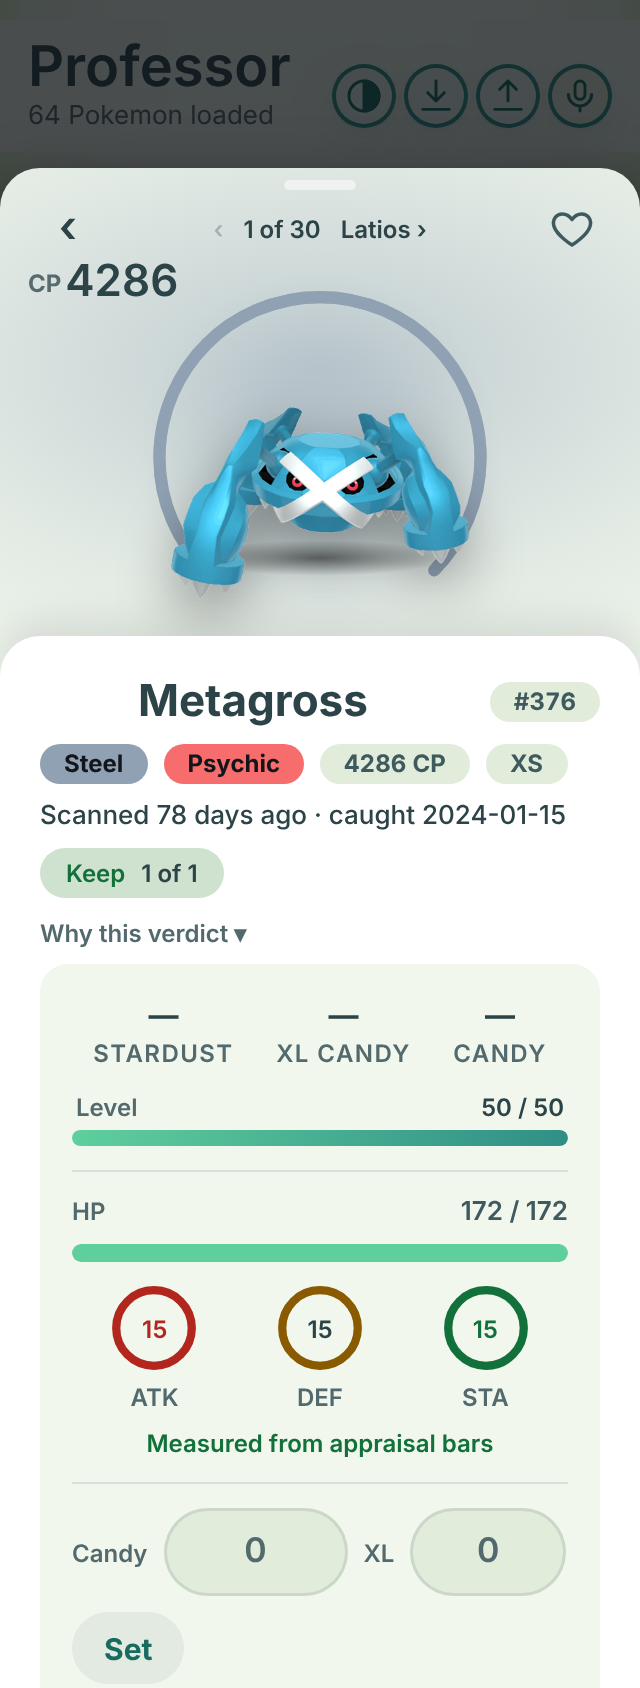 Professor
64 Pokemon loaded
‹ ‹ 1 of 30 Latios ›
CP 4286
Metagross #376
Steel Psychic 4286 CP XS
Scanned 78 days ago · caught 2024-01-15
Keep 1 of 1
Why this verdict ▾
— — —
STARDUST XL CANDY CANDY
Level 50 / 50
HP 172 / 172
15 15 15
ATK DEF STA
Measured from appraisal bars
Candy 0 XL 0
Set